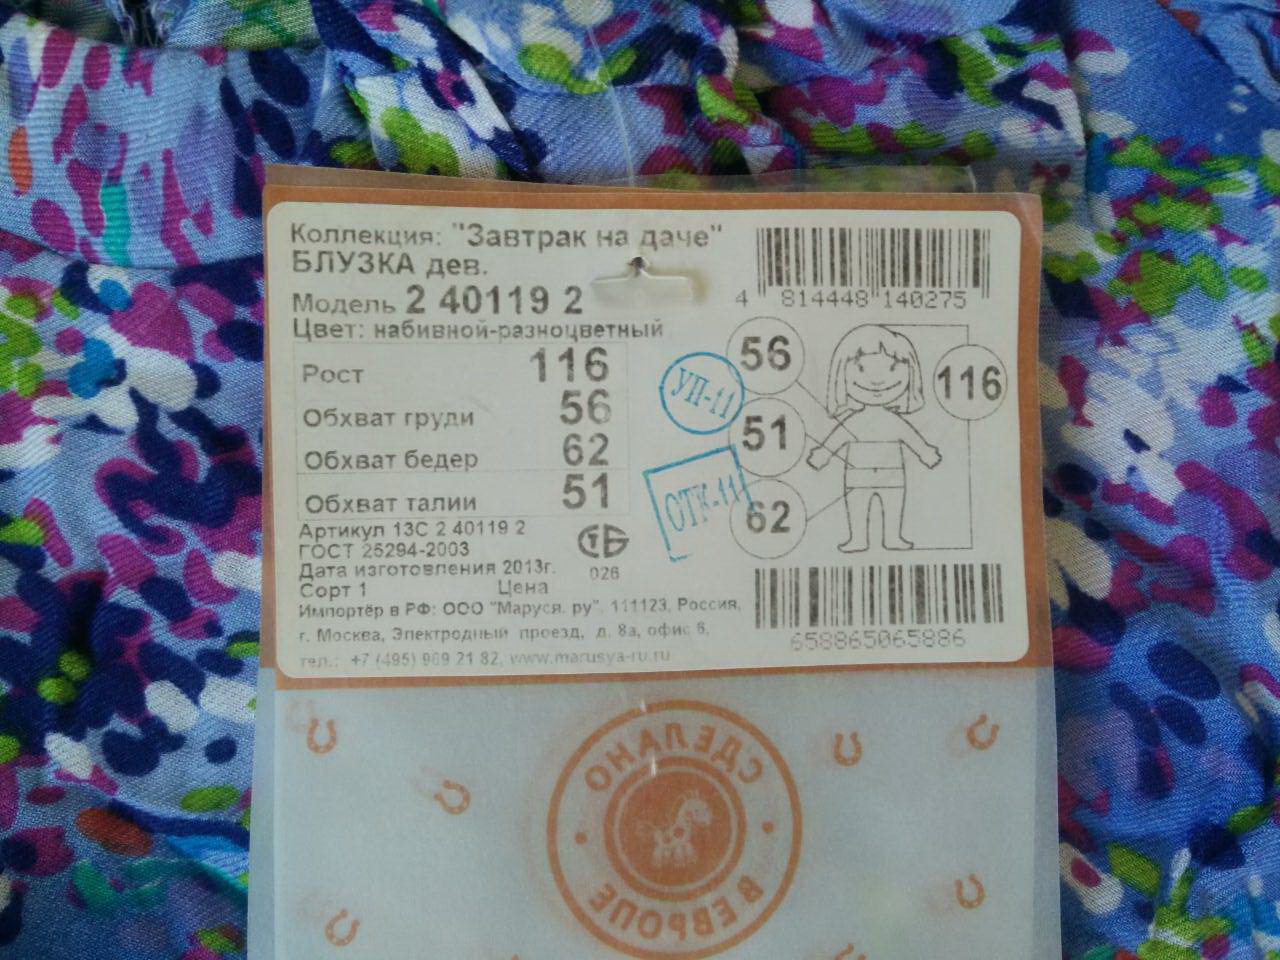 Коллекция: "Завтрак на даче"
БЛУЗКА дев.
Модель 2 40119 2
Цвет: набивной-разноцветный
Рост 116
Обхват груди 56
Обхват бедер 62
Обхват талии 51
Артикул 13С 2 40119 2
ГОСТ 25294-2003
Дата изготовления 2013г.
Сорт 1 Цена
Импортёр в РФ: ООО "Маруся. ру", 111123, Россия,
г. Москва, Электродный проезд, д. 8а, офис 6,
тел.: +7 (495) 969 21 82, www.marusya-ru.ru
СТБ
026
4 814448 140275
УП-11
ОТК-11
56
51
62
116
658865065886
СДЕЛАНО
В ЕВРОПЕ